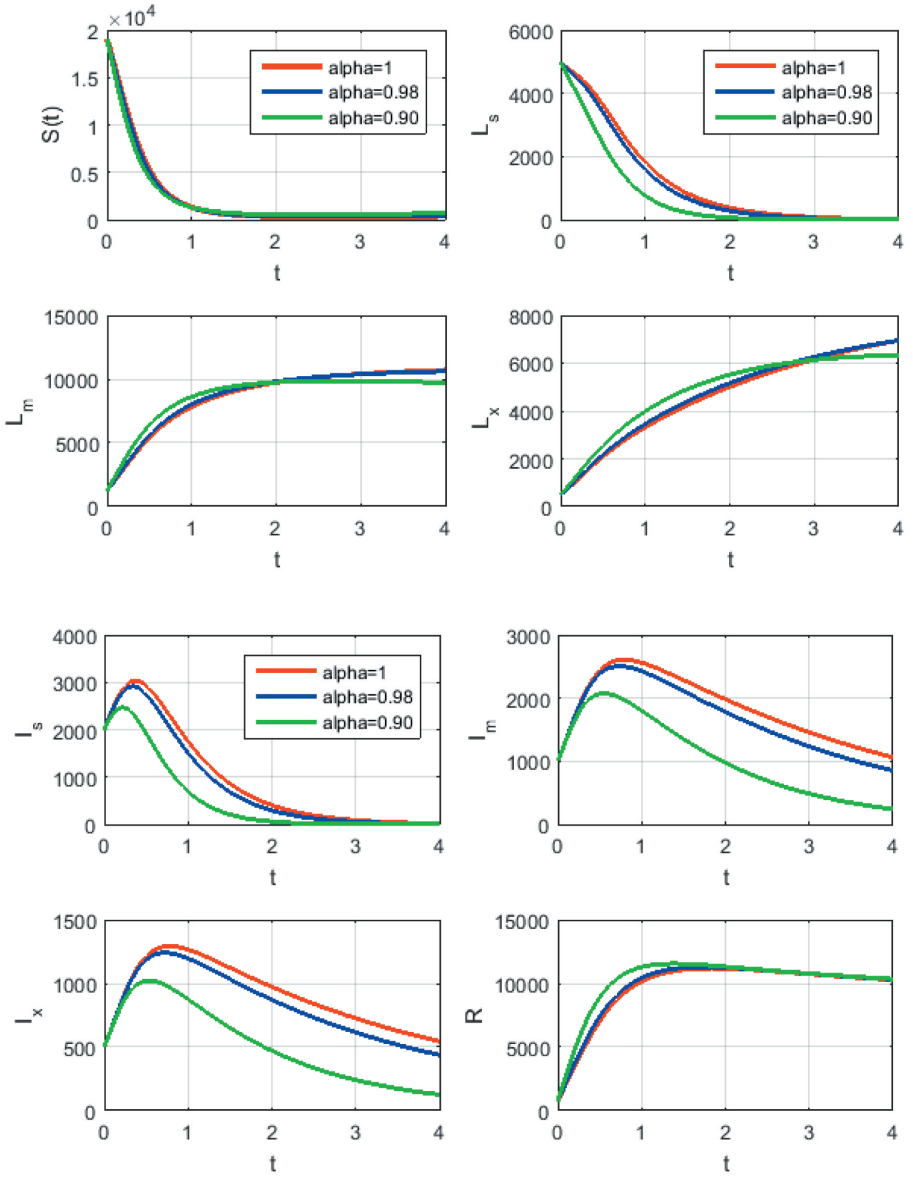 ×10⁴
2
1.5
1
0.5
0
S(t)
alpha=1
alpha=0.98
alpha=0.90
0 1 2 3 4
t
6000
4000
2000
0
L_s
alpha=1
alpha=0.98
alpha=0.90
0 1 2 3 4
t
15000
10000
5000
0
L_m
0 1 2 3 4
t
8000
6000
4000
2000
0
L_x
0 1 2 3 4
t
4000
3000
2000
1000
0
I_s
alpha=1
alpha=0.98
alpha=0.90
0 1 2 3 4
t
3000
2000
1000
0
I_m
0 1 2 3 4
t
1500
1000
500
0
I_x
0 1 2 3 4
t
15000
10000
5000
0
R
0 1 2 3 4
t